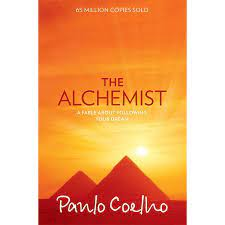 65 MILLION COPIES SOLD
THE
ALCHEMIST
A FABLE ABOUT FOLLOWING
YOUR DREAM
Paulo Coelho